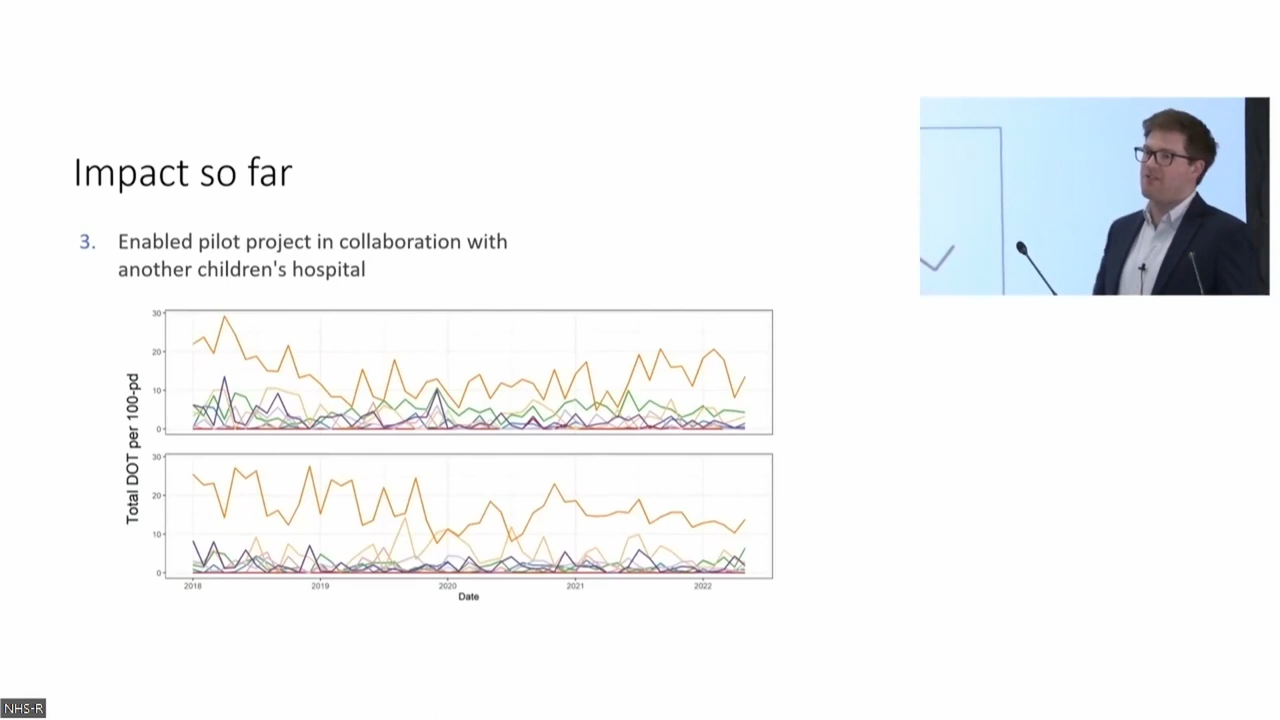 Impact so far
3. Enabled pilot project in collaboration with
another children's hospital
Total DOT per 100-pd
30
20
10
0
30
20
10
0
2018 2019 2020 2021 2022
Date
NHS-R